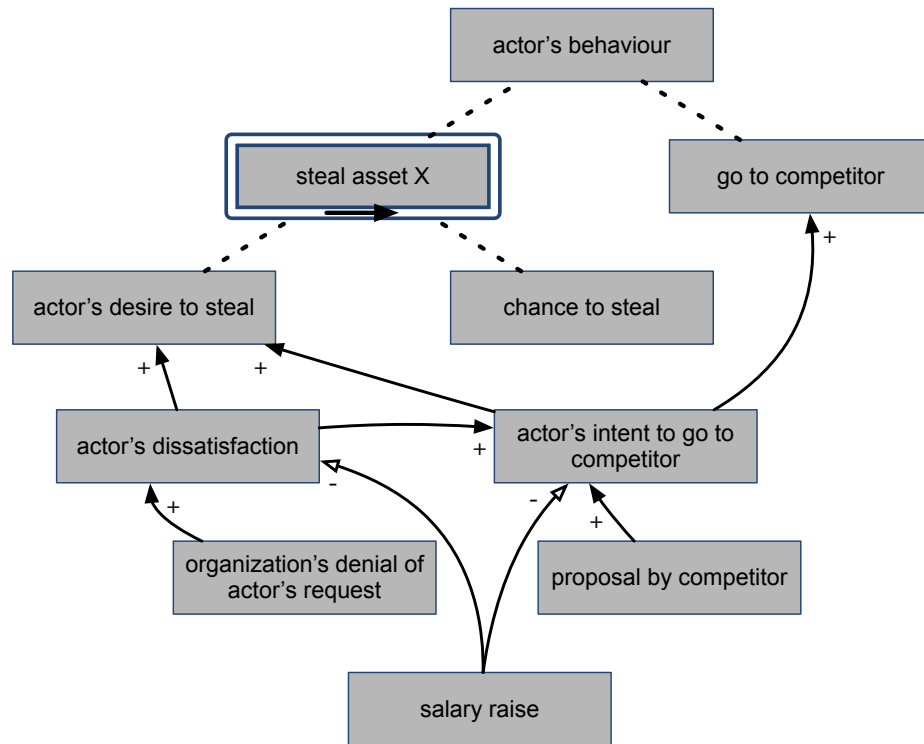 actor’s behaviour
steal asset X
go to competitor
+
actor’s desire to steal
chance to steal
+
+
actor’s dissatisfaction
actor’s intent to go to
competitor
+
-
-
+
+
organization’s denial of
actor’s request
proposal by competitor
salary raise